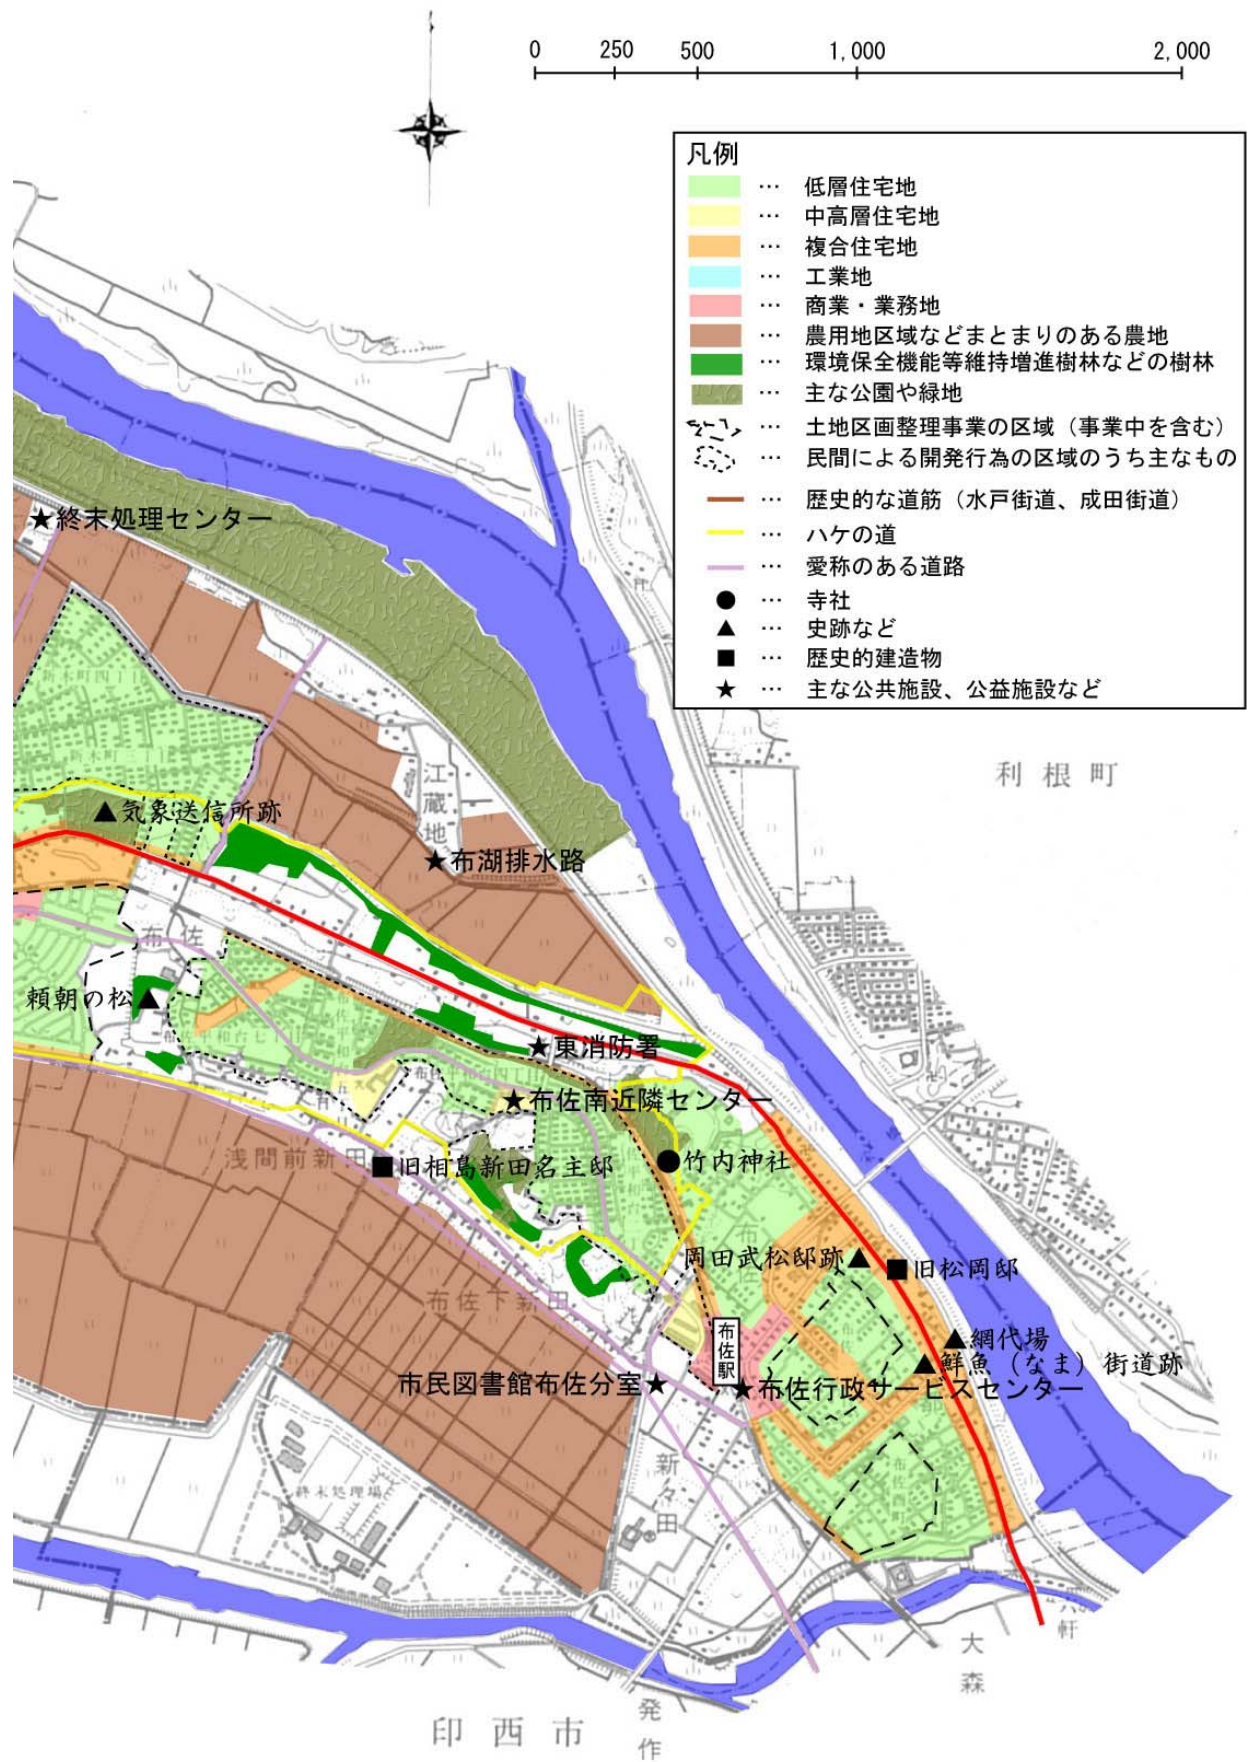 0 250 500 1,000 2,000
凡例
… 低層住宅地
… 中高層住宅地
… 複合住宅地
… 工業地
… 商業・業務地
… 農用地区域などまとまりのある農地
… 環境保全機能等維持増進樹林などの樹林
… 主な公園や緑地
… 土地区画整理事業の区域（事業中を含む）
… 民間による開発行為の区域のうち主なもの
… 歴史的な道筋（水戸街道、成田街道）
… ハケの道
… 愛称のある道路
● … 寺社
▲ … 史跡など
■ … 歴史的建造物
★ … 主な公共施設、公益施設など
★終末処理センター
新木町四丁目
利根町
江蔵地
▲気象送信所跡
★布湖排水路
布佐
頼朝の松▲
★東消防署
★布佐南近隣センター
浅間前新田
■旧相島新田名主邸
●竹内神社
岡田武松邸跡▲
■旧松岡邸
布佐下新田
布佐駅
▲網代場
▲鮮魚（なま）街道跡
市民図書館布佐分室★
★布佐行政サービスセンター
新々田
終末処理場
六軒
大森
発作
印西市